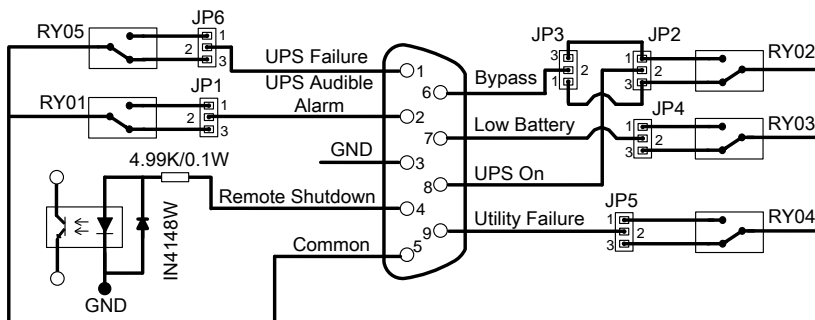 JP6
RY05
1
2
3
UPS Failure
UPS Audible
Alarm
JP1
RY01
1
2
3
GND
4.99K/0.1W
Remote Shutdown
IN4148W
Common
GND
1
2
3
4
5
6
7
8
9
Bypass
Low Battery
UPS On
Utility Failure
JP3
3
2
1
JP2
1
2
3
RY02
JP4
1
2
3
RY03
JP5
1
2
3
RY04